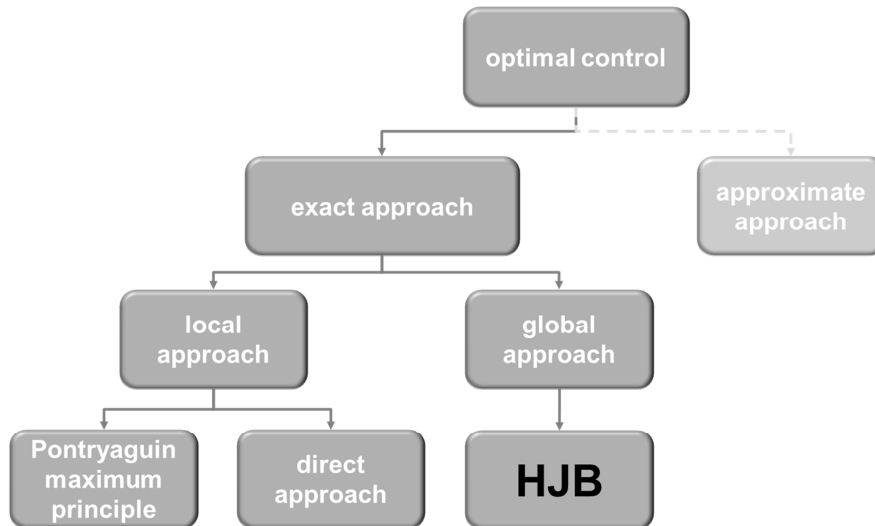 optimal control
exact approach
approximate
approach
local
approach
global
approach
Pontryaguin
maximum
principle
direct
approach
HJB